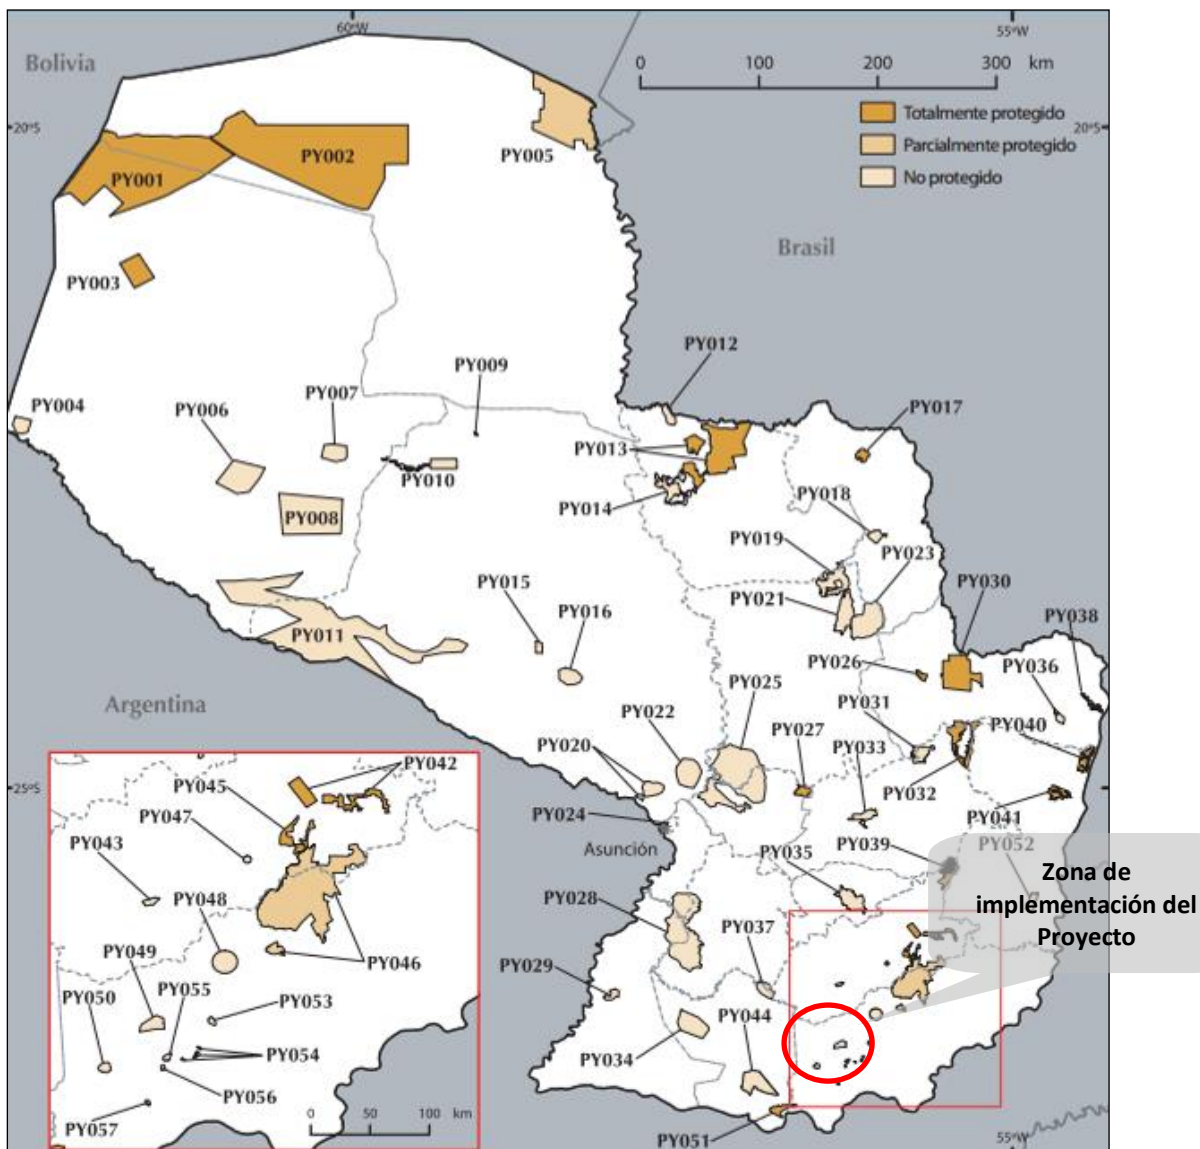 60°W
55°W
Bolivia
0 100 200 300 km
20°S
20°S
Totalmente protegido
Parcialmente protegido
No protegido
PY005
PY002
PY001
Brasil
PY003
PY012
PY009
PY007
PY004
PY006
PY017
PY013
PY010
PY014
PY018
PY008
PY019
PY023
PY030
PY015
PY021
PY016
PY038
PY011
PY026
PY036
PY025
PY031
Argentina
PY022
PY040
PY020
PY027
PY033
PY032
PY042
PY045
25°S
PY024
PY041
PY047
PY043
Asunción
PY039
PY052
PY035
Zona de
implementación del
Proyecto
PY048
PY028
PY037
PY049
PY046
PY029
PY055
PY050
PY053
PY044
PY054
PY034
PY056
0 50 100 km
PY057
PY051
55°W